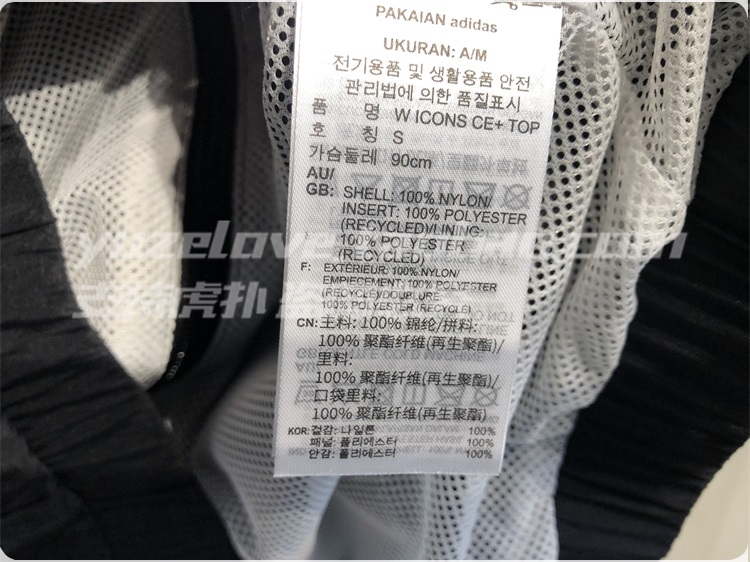 PAKAIAN adidas
UKURAN: A/M
전기용품 및 생활용품 안전
관리법에 의한 품질표시
품 명 W ICONS CE+ TOP
호 칭 S
가슴둘레 90cm
AU/
GB: SHELL: 100% NYLON/
INSERT: 100% POLYESTER
(RECYCLED)/LINING:
100% POLYESTER
(RECYCLED)
F: EXTÉRIEUR: 100% NYLON/
EMPIECEMENT: 100% POLYESTER
(RECYCLE)/DOUBLURE:
100% POLYESTER (RECYCLE)
CN: 主料: 100% 锦纶/拼料:
100% 聚酯纤维(再生聚酯)/
里料:
100% 聚酯纤维(再生聚酯)/
口袋里料:
100% 聚酯纤维(再生聚酯)
KOR: 겉감: 나일론 100%
패널: 폴리에스터 100%
안감: 폴리에스터 100%